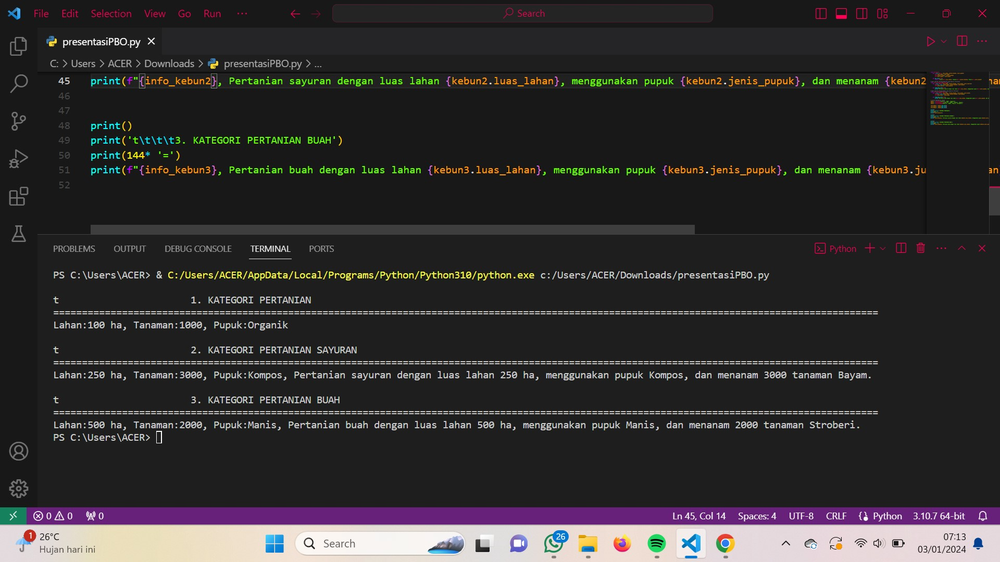 File Edit Selection View Go Run ··· Search
presentasiPBO.py
C: > Users > ACER > Downloads > presentasiPBO.py > ...
45 print(f"{info_kebun2}, Pertanian sayuran dengan luas lahan {kebun2.luas_lahan}, menggunakan pupuk {kebun2.jenis_pupuk}, dan menanam {kebun2
46
47
48 print()
49 print('t\t\t\t3. KATEGORI PERTANIAN BUAH')
50 print(144* '=')
51 print(f"{info_kebun3}, Pertanian buah dengan luas lahan {kebun3.luas_lahan}, menggunakan pupuk {kebun3.jenis_pupuk}, dan menanam {kebun3.ju
52
PROBLEMS OUTPUT DEBUG CONSOLE TERMINAL PORTS Python
PS C:\Users\ACER> & C:/Users/ACER/AppData/Local/Programs/Python/Python310/python.exe c:/Users/ACER/Downloads/presentasiPBO.py
t 1. KATEGORI PERTANIAN
================================================================================================================================================
Lahan:100 ha, Tanaman:1000, Pupuk:Organik
t 2. KATEGORI PERTANIAN SAYURAN
================================================================================================================================================
Lahan:250 ha, Tanaman:3000, Pupuk:Kompos, Pertanian sayuran dengan luas lahan 250 ha, menggunakan pupuk Kompos, dan menanam 3000 tanaman Bayam.
t 3. KATEGORI PERTANIAN BUAH
================================================================================================================================================
Lahan:500 ha, Tanaman:2000, Pupuk:Manis, Pertanian buah dengan luas lahan 500 ha, menggunakan pupuk Manis, dan menanam 2000 tanaman Stroberi.
PS C:\Users\ACER>
0 0 0 Ln 45, Col 14 Spaces: 4 UTF-8 CRLF Python 3.10.7 64-bit
1 26°C Search 26 07:13
Hujan hari ini 03/01/2024